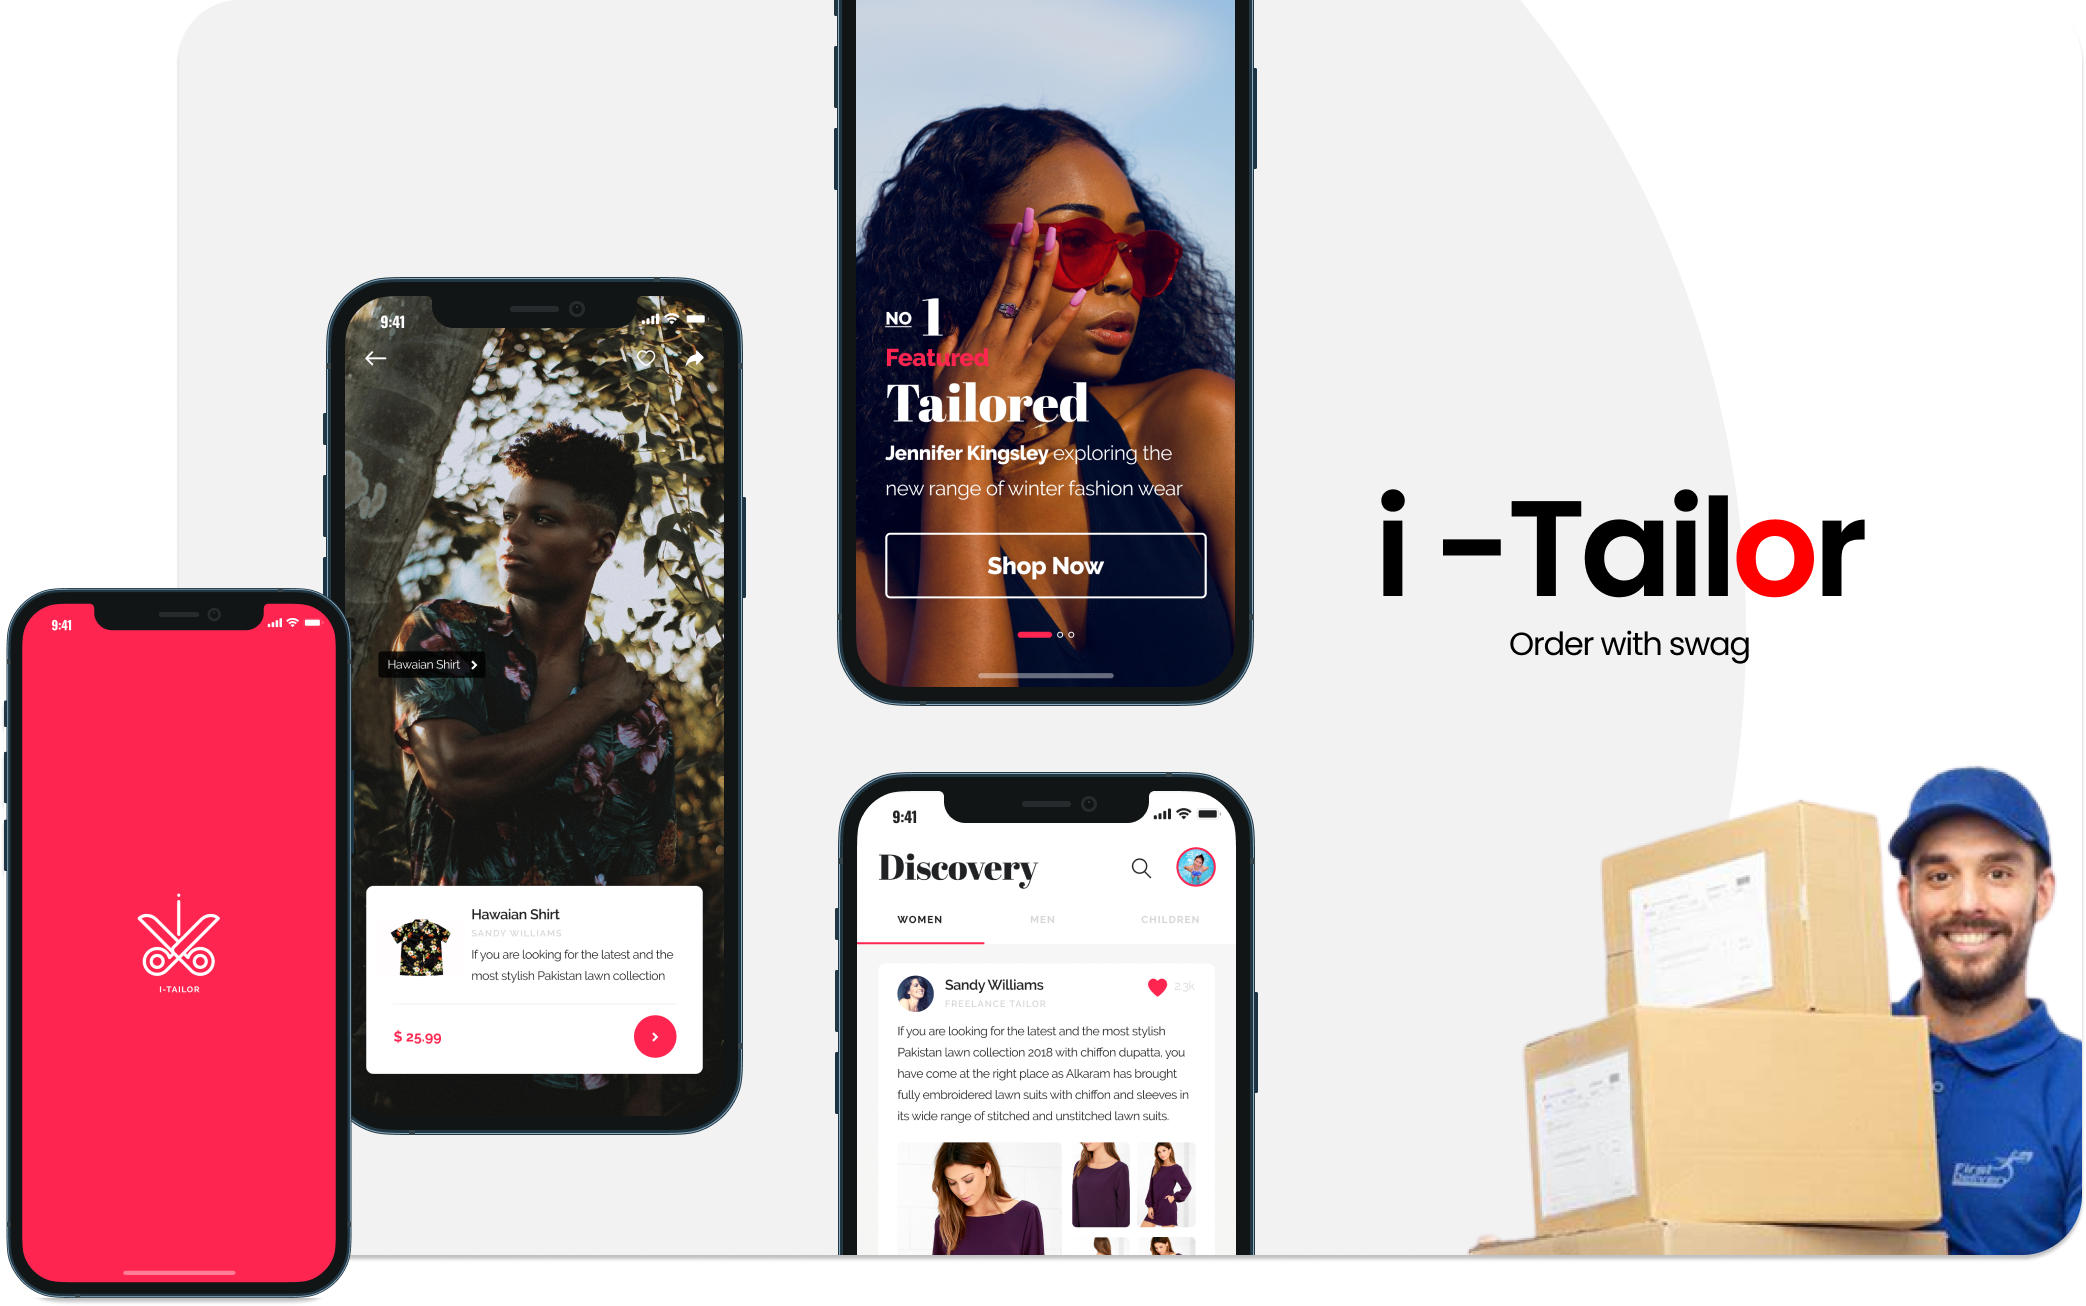 9:41
I-TAILOR
9:41
Hawaian Shirt
Hawaian Shirt
SANDY WILLIAMS
If you are looking for the latest and the
most stylish Pakistan lawn collection
$ 25.99
NO 1
Featured
Tailored
Jennifer Kingsley exploring the
new range of winter fashion wear
Shop Now
9:41
Discovery
WOMEN MEN CHILDREN
Sandy Williams
2.3k
FREELANCE TAILOR
If you are looking for the latest and the most stylish
Pakistan lawn collection 2018 with chiffon dupatta, you
have come at the right place as Alkaram has brought
fully embroidered lawn suits with chiffon and sleeves in
its wide range of stitched and unstitched lawn suits.
i -Tailor
Order with swag
First
Delivery